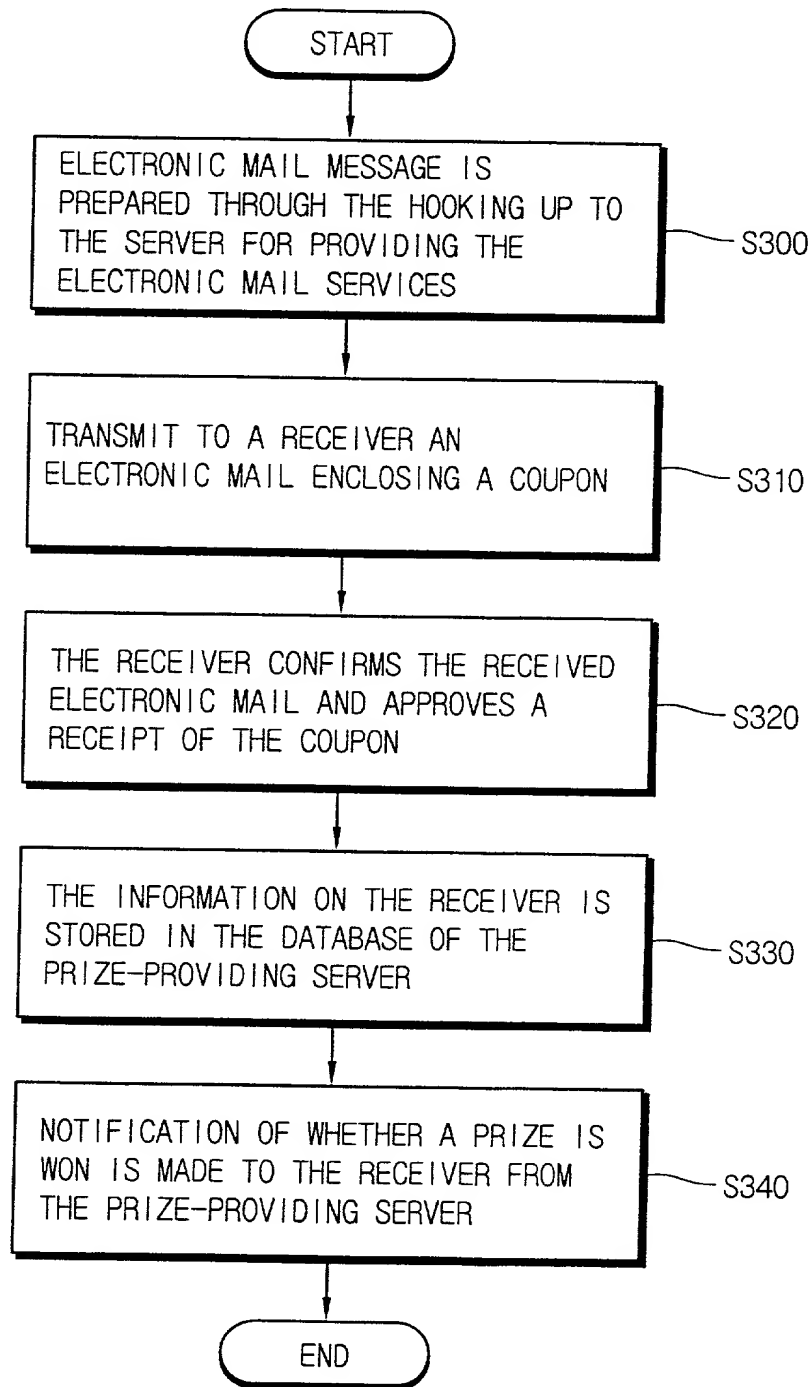 START
ELECTRONIC MAIL MESSAGE IS
PREPARED THROUGH THE HOOKING UP TO
THE SERVER FOR PROVIDING THE
ELECTRONIC MAIL SERVICES
S300
TRANSMIT TO A RECEIVER AN
ELECTRONIC MAIL ENCLOSING A COUPON
S310
THE RECEIVER CONFIRMS THE RECEIVED
ELECTRONIC MAIL AND APPROVES A
RECEIPT OF THE COUPON
S320
THE INFORMATION ON THE RECEIVER IS
STORED IN THE DATABASE OF THE
PRIZE-PROVIDING SERVER
S330
NOTIFICATION OF WHETHER A PRIZE IS
WON IS MADE TO THE RECEIVER FROM
THE PRIZE-PROVIDING SERVER
S340
END